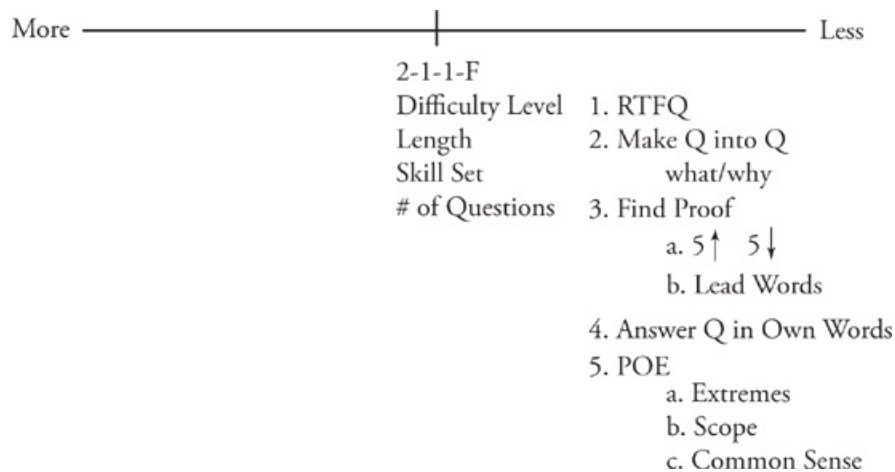 More Less
2-1-1-F
Difficulty Level
Length
Skill Set
# of Questions
1. RTFQ
2. Make Q into Q
what/why
3. Find Proof
a. 5↑ 5↓
b. Lead Words
4. Answer Q in Own Words
5. POE
a. Extremes
b. Scope
c. Common Sense